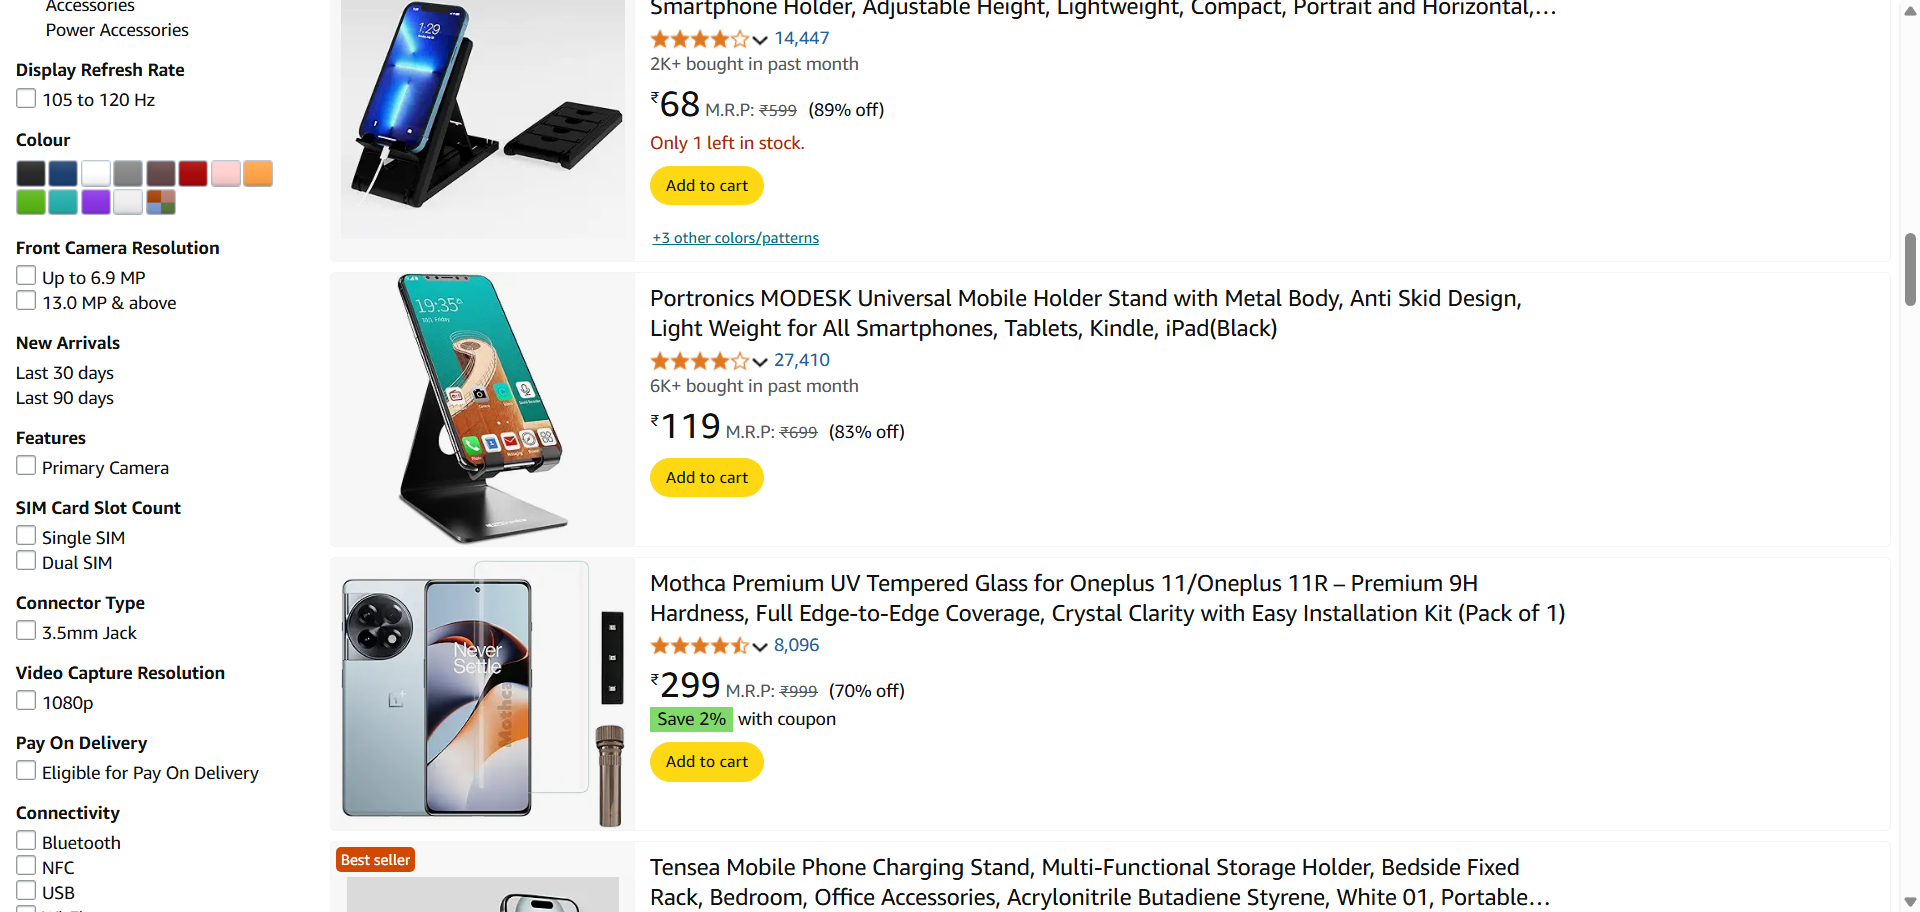 Accessories
Power Accessories
Display Refresh Rate
105 to 120 Hz
Colour
Front Camera Resolution
Up to 6.9 MP
13.0 MP & above
New Arrivals
Last 30 days
Last 90 days
Features
Primary Camera
SIM Card Slot Count
Single SIM
Dual SIM
Connector Type
3.5mm Jack
Video Capture Resolution
1080p
Pay On Delivery
Eligible for Pay On Delivery
Connectivity
Bluetooth
NFC
USB
1:29
Smartphone Holder, Adjustable Height, Lightweight, Compact, Portrait and Horizontal,…
14,447
2K+ bought in past month
₹68 M.R.P: ₹599 (89% off)
Only 1 left in stock.
Add to cart
+3 other colors/patterns
19:35
Portronics MODESK Universal Mobile Holder Stand with Metal Body, Anti Skid Design,
Light Weight for All Smartphones, Tablets, Kindle, iPad(Black)
27,410
6K+ bought in past month
₹119 M.R.P: ₹699 (83% off)
Add to cart
Never
Settle
Mothca
Mothca Premium UV Tempered Glass for Oneplus 11/Oneplus 11R – Premium 9H
Hardness, Full Edge-to-Edge Coverage, Crystal Clarity with Easy Installation Kit (Pack of 1)
8,096
₹299 M.R.P: ₹999 (70% off)
Save 2% with coupon
Add to cart
Best seller
Tensea Mobile Phone Charging Stand, Multi-Functional Storage Holder, Bedside Fixed
Rack, Bedroom, Office Accessories, Acrylonitrile Butadiene Styrene, White 01, Portable…